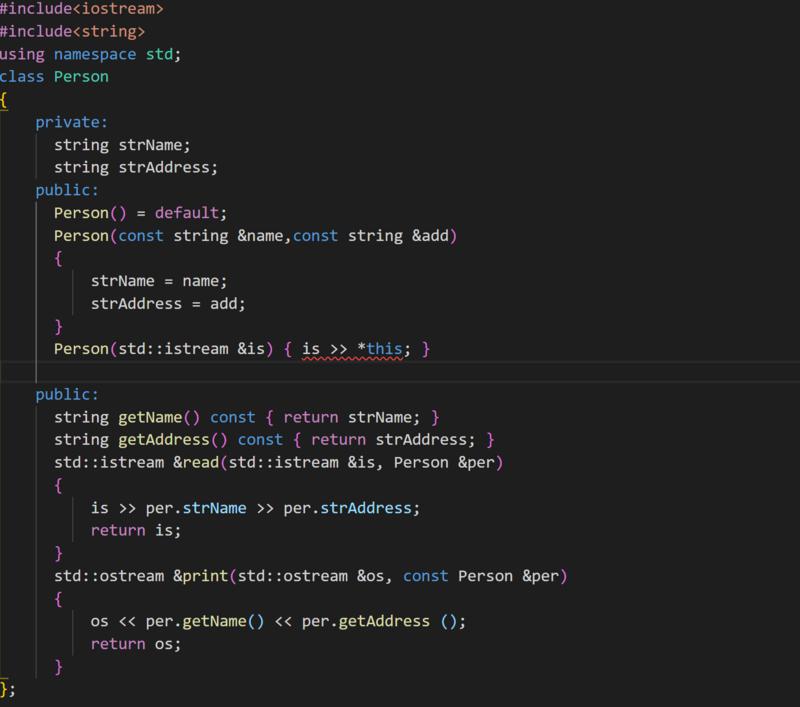 #include<iostream>
#include<string>
using namespace std;
class Person
{
private:
string strName;
string strAddress;
public:
Person() = default;
Person(const string &name,const string &add)
{
strName = name;
strAddress = add;
}
Person(std::istream &is) { is >> *this; }
public:
string getName() const { return strName; }
string getAddress() const { return strAddress; }
std::istream &read(std::istream &is, Person &per)
{
is >> per.strName >> per.strAddress;
return is;
}
std::ostream &print(std::ostream &os, const Person &per)
{
os << per.getName() << per.getAddress ();
return os;
}
};